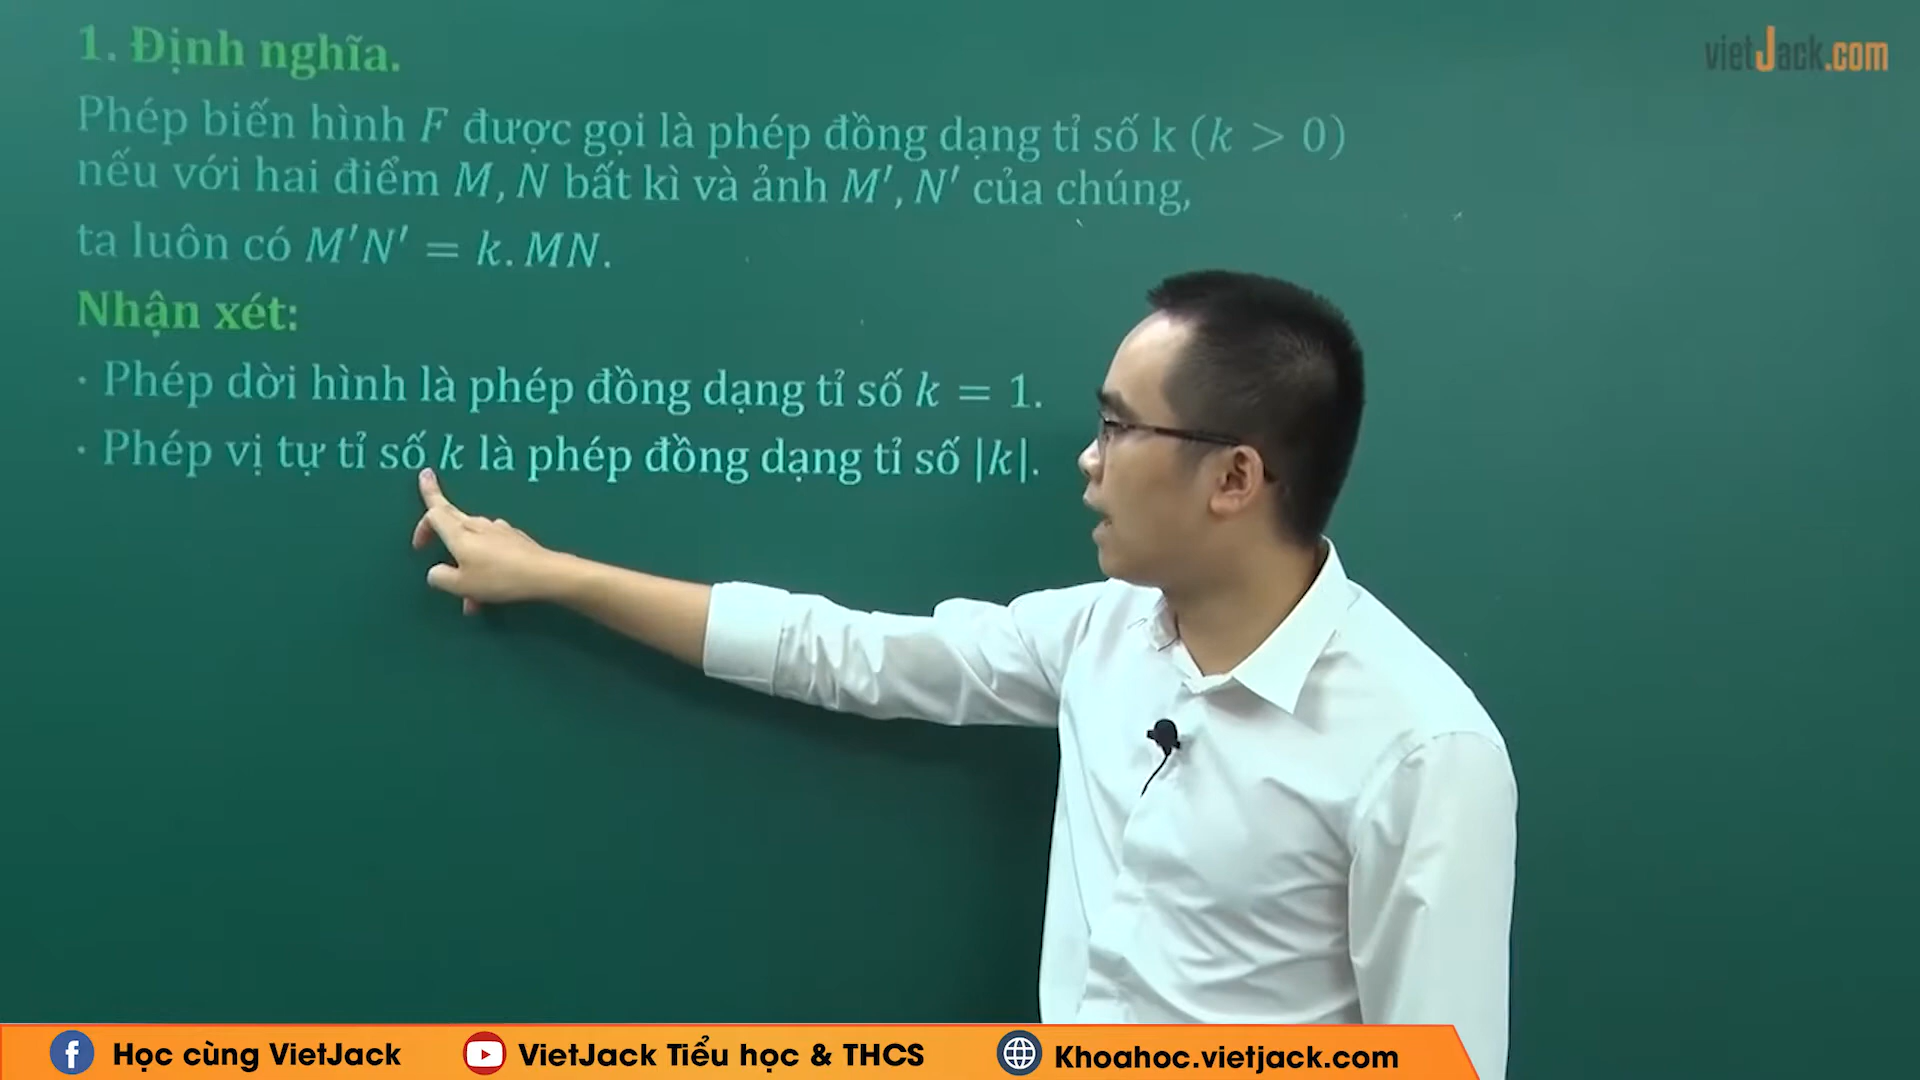 1. Định nghĩa.
vietJack.com
Phép biến hình F được gọi là phép đồng dạng tỉ số k (k > 0)
nếu với hai điểm M, N bất kì và ảnh M', N' của chúng,
ta luôn có M'N' = k. MN.
Nhận xét:
· Phép dời hình là phép đồng dạng tỉ số k = 1.
· Phép vị tự tỉ số k là phép đồng dạng tỉ số |k|.
Học cùng VietJack
VietJack Tiểu học & THCS
Khoahoc.vietjack.com